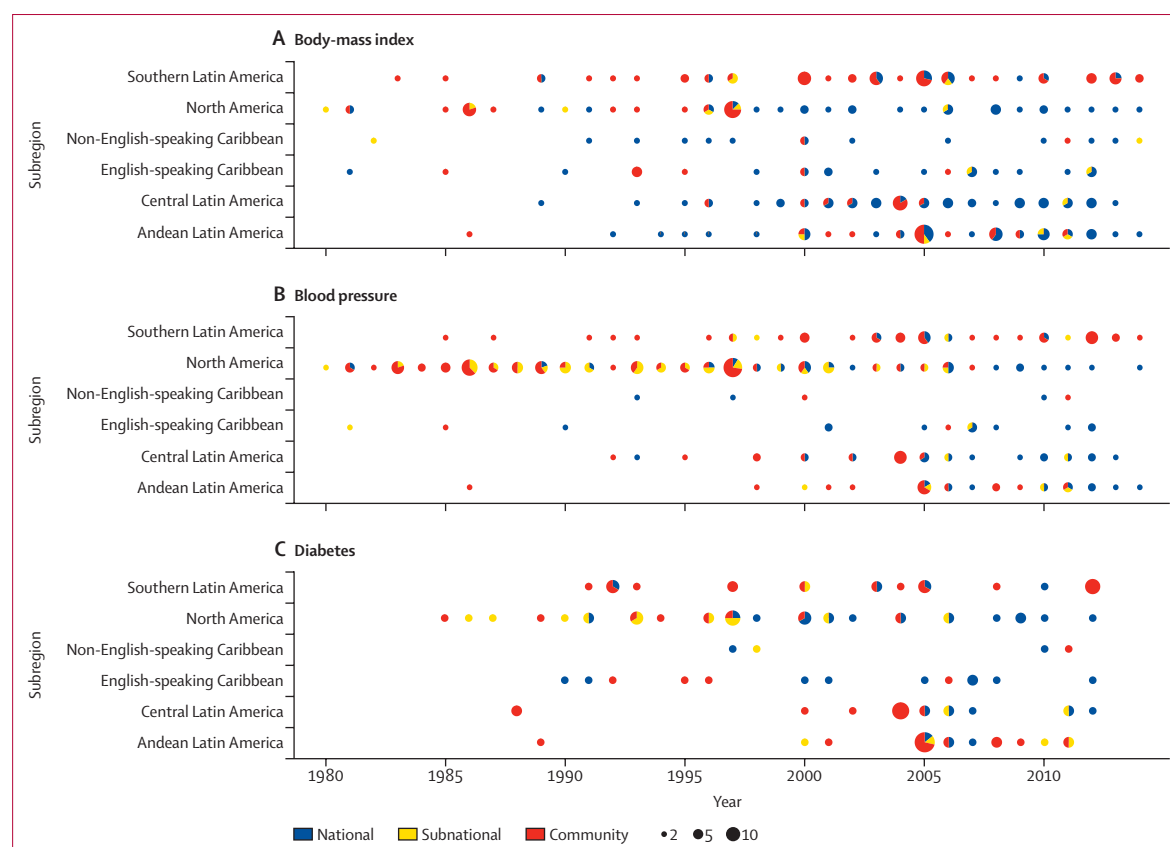 A Body-mass index
Subregion
Southern Latin America
North America
Non-English-speaking Caribbean
English-speaking Caribbean
Central Latin America
Andean Latin America
B Blood pressure
Subregion
Southern Latin America
North America
Non-English-speaking Caribbean
English-speaking Caribbean
Central Latin America
Andean Latin America
C Diabetes
Subregion
Southern Latin America
North America
Non-English-speaking Caribbean
English-speaking Caribbean
Central Latin America
Andean Latin America
1980 1985 1990 1995 2000 2005 2010
Year
National Subnational Community 2 5 10